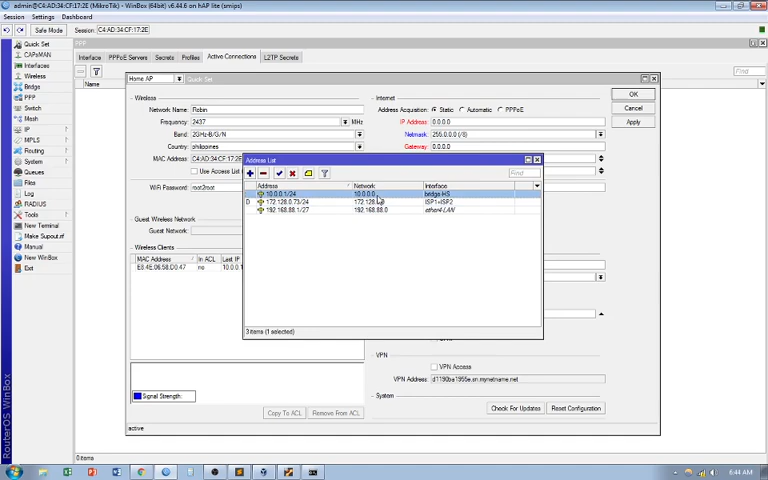 admin@C4:AD:34:CF:17:2E (MikroTik) - WinBox (64bit) v6.44.6 on hAP lite (smips)
Session Settings Dashboard
Safe Mode Session: C4:AD:34:CF:17:2E
Quick Set
CAPsMAN
Interfaces
Wireless
Bridge
PPP
Switch
Mesh
IP
MPLS
Routing
System
Queues
Files
Log
RADIUS
Tools
New Terminal
Make Supout.rif
Manual
New WinBox
Exit
RouterOS WinBox
PPP
Interface PPPoE Servers Secrets Profiles Active Connections L2TP Secrets
Find
Name
0 items
Home AP Quick Set
Wireless
Network Name: Robin
Frequency: 2437 MHz
Band: 2GHz-B/G/N
Country: philippines
MAC Address: C4:AD:34:CF:17:2E
Use Access List
WiFi Password: root2root
Guest Wireless Network
Guest Network:
Wireless Clients
MAC Address In ACL Last IP
E8:4E:06:58:D0:47 no 10.0.0.1
Signal Strength:
Copy To ACL Remove From ACL
active
Internet
Address Acquisition: Static Automatic PPPoE
IP Address: 0.0.0.0
Netmask: 255.0.0.0 (/8)
Gateway: 0.0.0.0
OK
Cancel
Apply
Address List
Find
Address Network Interface
10.0.0.1/24 10.0.0.0 bridge HS
D 172.128.0.73/24 172.128. ISP1+ISP2
192.168.88.1/27 192.168.88.0 ether4-LAN
3 items (1 selected)
VPN
VPN Access
VPN Address: d7190ba1955e.sn.mynetname.net
System
Check For Updates Reset Configuration
6:44 AM